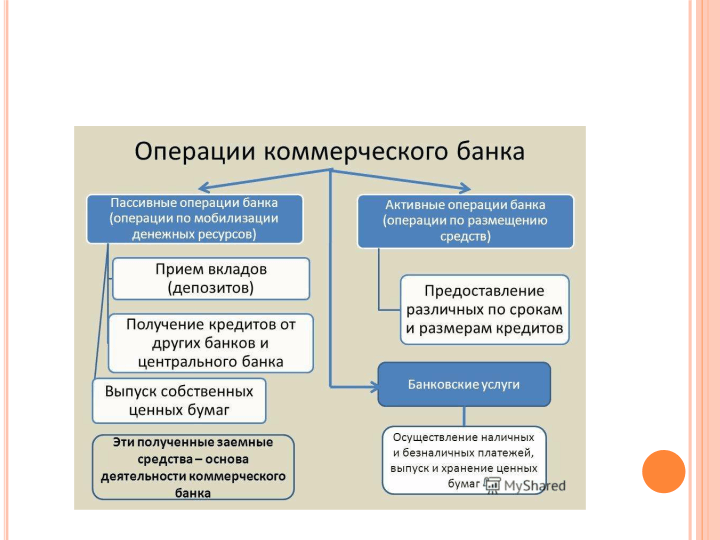 Операции коммерческого банка
Пассивные операции банка
(операции по мобилизации
денежных ресурсов)
Прием вкладов
(депозитов)
Получение кредитов от
других банков и
центрального банка
Выпуск собственных
ценных бумаг
Эти полученные заемные
средства – основа
деятельности коммерческого
банка
Активные операции банка
(операции по размещению
средств)
Предоставление
различных по срокам
и размерам кредитов
Банковские услуги
Осуществление наличных
и безналичных платежей,
выпуск и хранение ценных
бумаг
MyShared